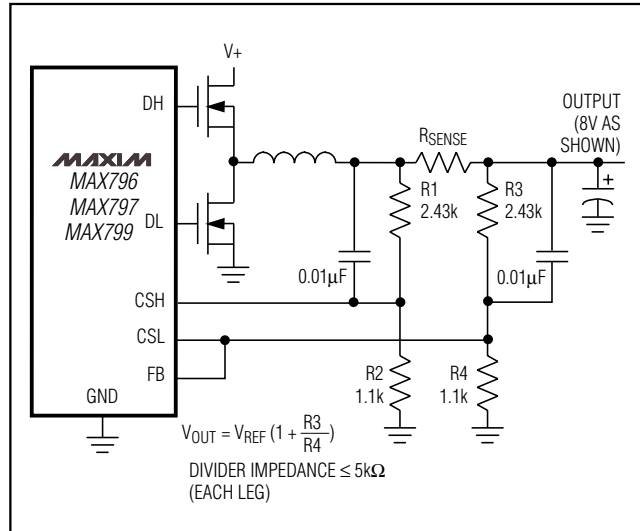 V+
DH
OUTPUT
(8V AS
SHOWN)
RSENSE
MAXIM
MAX796
MAX797
MAX799
R1
2.43k
R3
2.43k
DL
+
0.01µF
0.01µF
CSH
CSL
FB
R2
1.1k
R4
1.1k
GND
VOUT = VREF (1 + R3
R4)
DIVIDER IMPEDANCE ≤ 5kΩ
(EACH LEG)